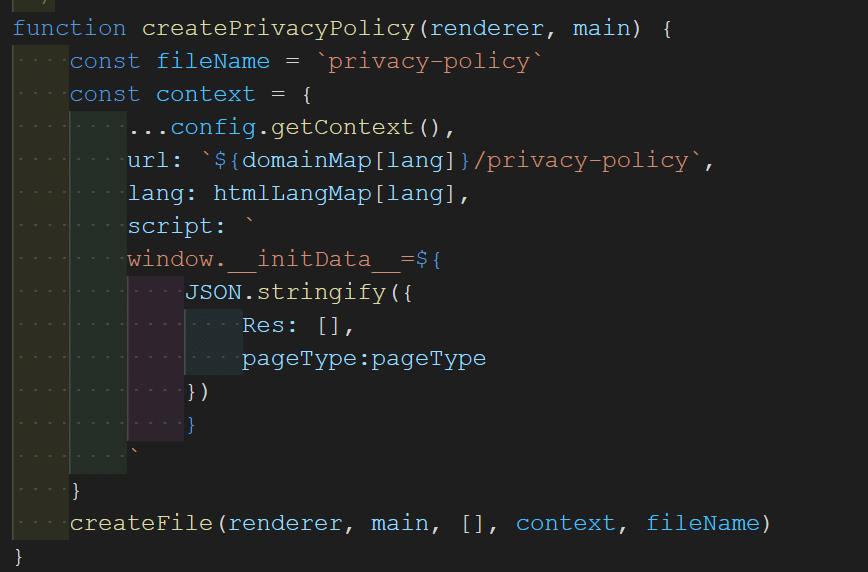 function createPrivacyPolicy(renderer, main) {
    const fileName = `privacy-policy`
    const context = {
        ...config.getContext(),
        url: `${domainMap[lang]}/privacy-policy`,
        lang: htmlLangMap[lang],
        script: `
        window.__initData__=${
            JSON.stringify({
                Res: [],
                pageType:pageType
            })
            }
        `
    }
    createFile(renderer, main, [], context, fileName)
}